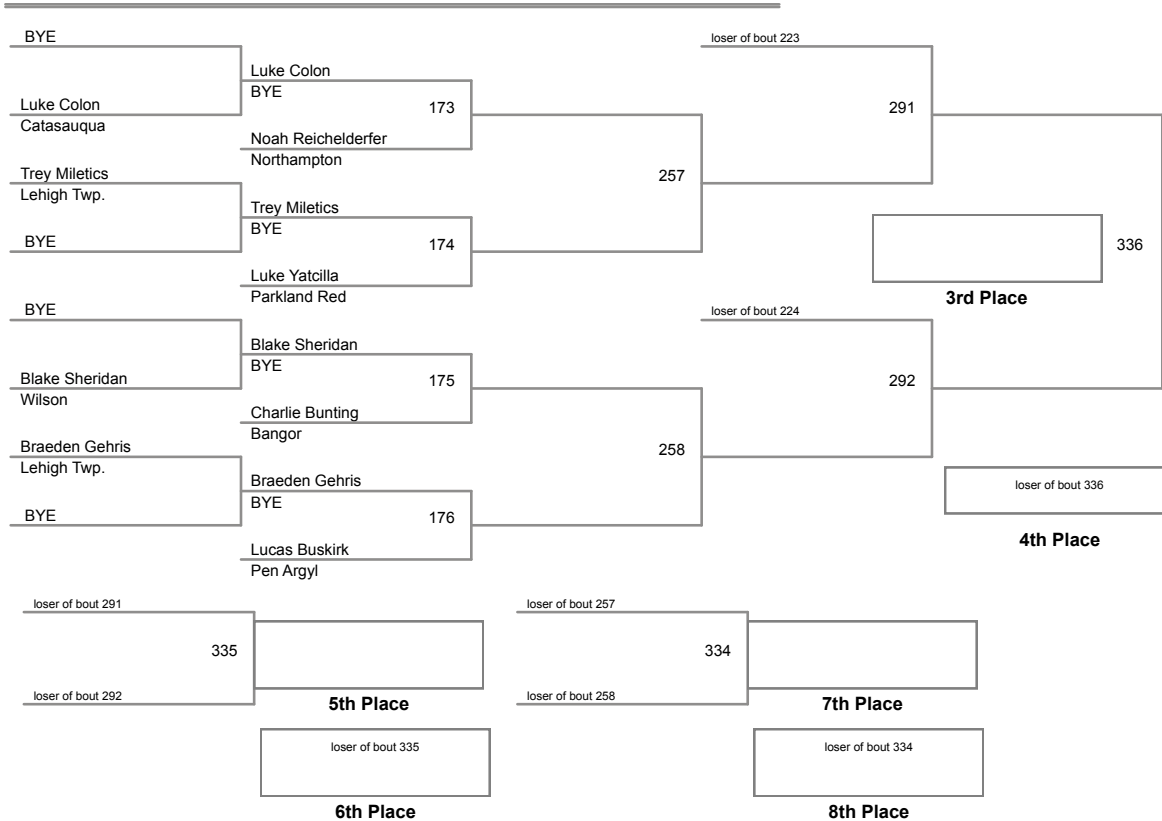 BYE
loser of bout 223
Luke Colon
BYE
Luke Colon
173
291
Catasauqua
Noah Reichelderfer
Northampton
Trey Miletics
257
Lehigh Twp.
Trey Miletics
BYE
BYE
174
336
Luke Yatcilla
Parkland Red
3rd Place
BYE
loser of bout 224
Blake Sheridan
BYE
Blake Sheridan
175
292
Wilson
Charlie Bunting
Bangor
Braeden Gehris
258
Lehigh Twp.
Braeden Gehris
loser of bout 336
BYE
BYE
176
4th Place
Lucas Buskirk
Pen Argyl
loser of bout 291
loser of bout 257
335
334
loser of bout 292
loser of bout 258
5th Place
7th Place
loser of bout 335
loser of bout 334
6th Place
8th Place